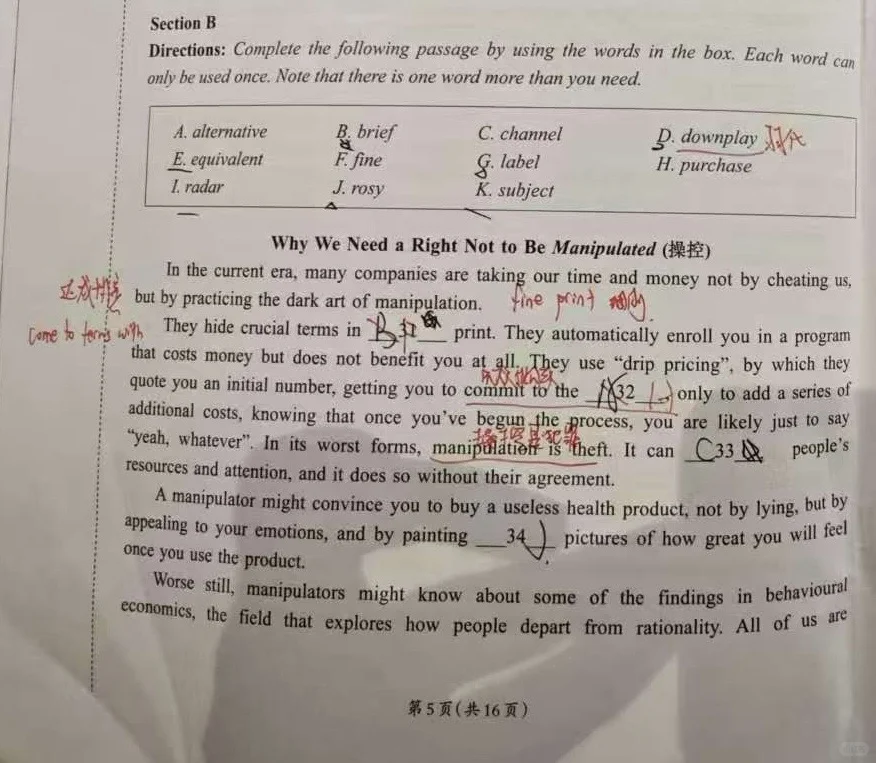 Section B
Directions: Complete the following passage by using the words in the box. Each word can
only be used once. Note that there is one word more than you need.
A. alternative B. brief C. channel D. downplay
E. equivalent F. fine G. label H. purchase
I. radar J. rosy K. subject
Why We Need a Right Not to Be Manipulated (操控)
In the current era, many companies are taking our time and money not by cheating us,
but by practicing the dark art of manipulation. fine print
come to terms with
They hide crucial terms in B 31 print. They automatically enroll you in a program
that costs money but does not benefit you at all. They use “drip pricing”, by which they
quote you an initial number, getting you to commit to the 32 H only to add a series of
additional costs, knowing that once you’ve begun the process, you are likely just to say
“yeah, whatever”. In its worst forms, manipulation is theft. It can C 33 people’s
resources and attention, and it does so without their agreement.
A manipulator might convince you to buy a useless health product, not by lying, but by
appealing to your emotions, and by painting 34 J pictures of how great you will feel
once you use the product.
Worse still, manipulators might know about some of the findings in behavioural
economics, the field that explores how people depart from rationality. All of us are
第5页(共16页)